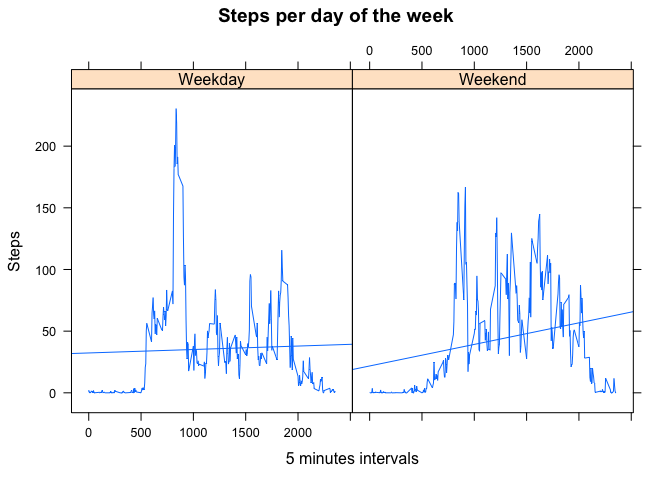 Steps per day of the week
0 500 1000 1500 2000
Weekday Weekend
200
150
100
50
0
Steps
0 500 1000 1500 2000
5 minutes intervals